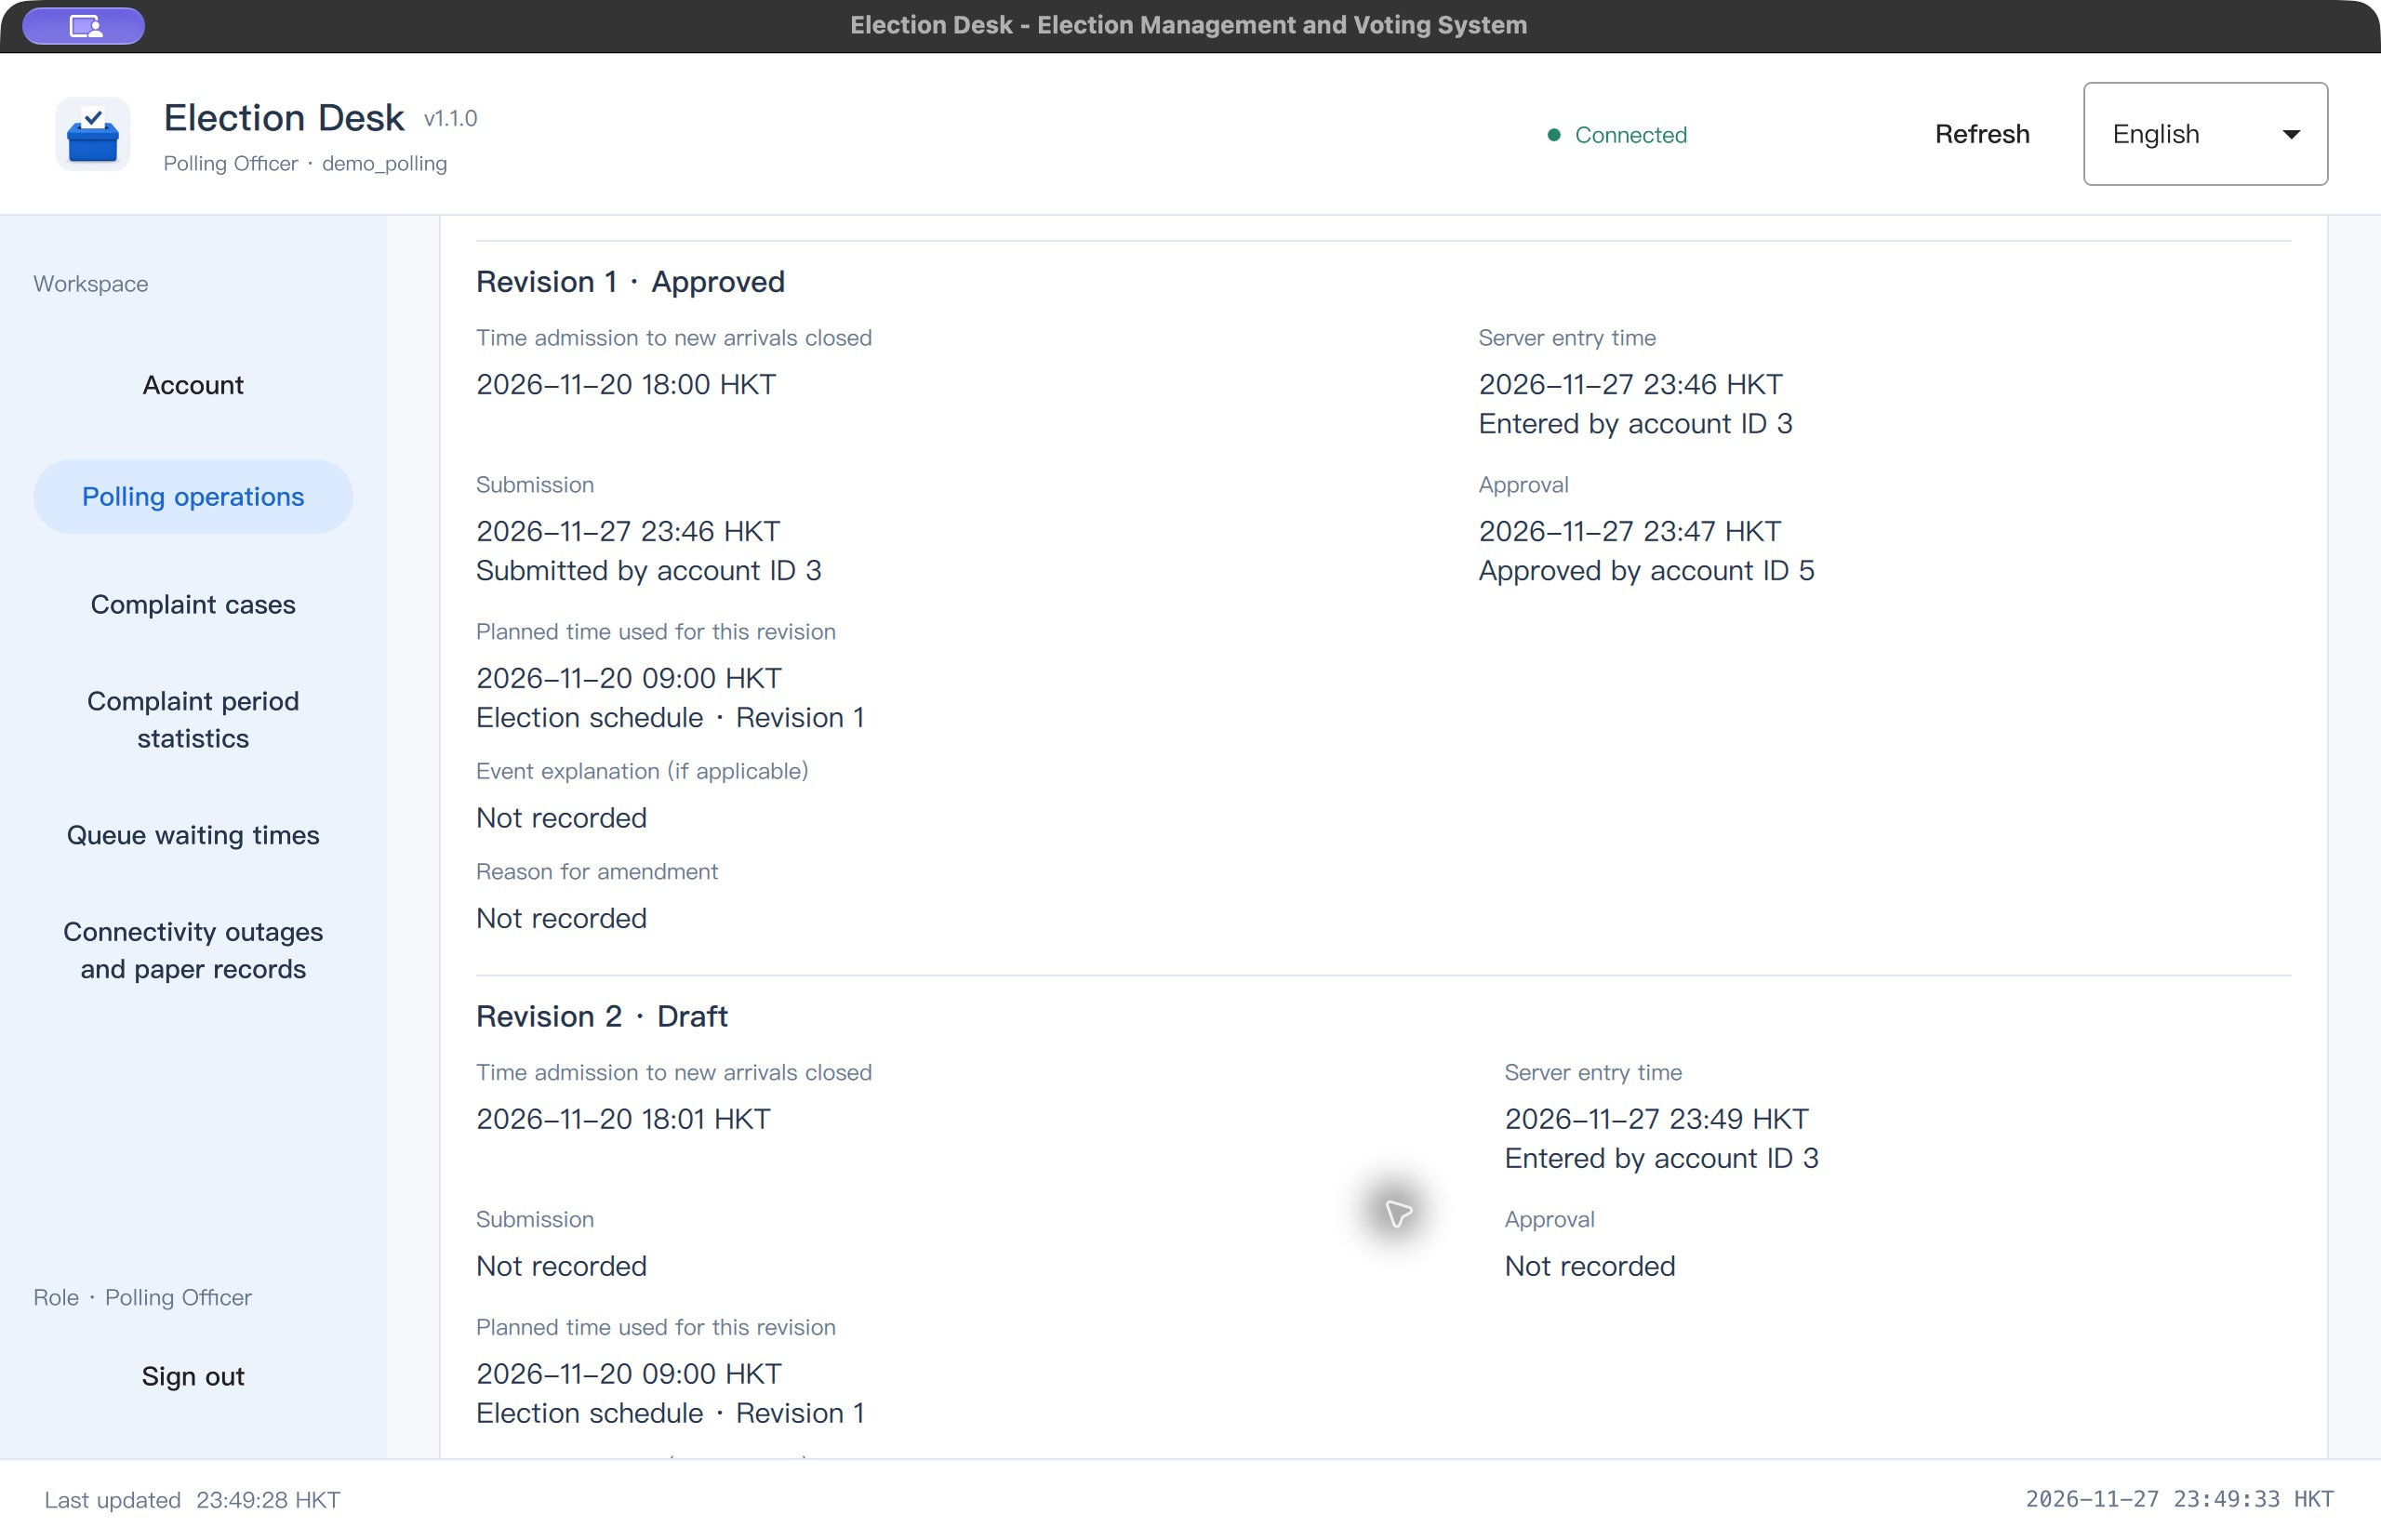 Election Desk - Election Management and Voting System
Election Desk v1.1.0
Polling Officer · demo_polling
Connected
Refresh
English
Workspace
Account
Polling operations
Complaint cases
Complaint period
statistics
Queue waiting times
Connectivity outages
and paper records
Role · Polling Officer
Sign out
Revision 1 · Approved
Time admission to new arrivals closed
2026-11-20 18:00 HKT
Server entry time
2026-11-27 23:46 HKT
Entered by account ID 3
Submission
2026-11-27 23:46 HKT
Submitted by account ID 3
Approval
2026-11-27 23:47 HKT
Approved by account ID 5
Planned time used for this revision
2026-11-20 09:00 HKT
Election schedule · Revision 1
Event explanation (if applicable)
Not recorded
Reason for amendment
Not recorded
Revision 2 · Draft
Time admission to new arrivals closed
2026-11-20 18:01 HKT
Server entry time
2026-11-27 23:49 HKT
Entered by account ID 3
Submission
Not recorded
Approval
Not recorded
Planned time used for this revision
2026-11-20 09:00 HKT
Election schedule · Revision 1
Last updated 23:49:28 HKT
2026-11-27 23:49:33 HKT